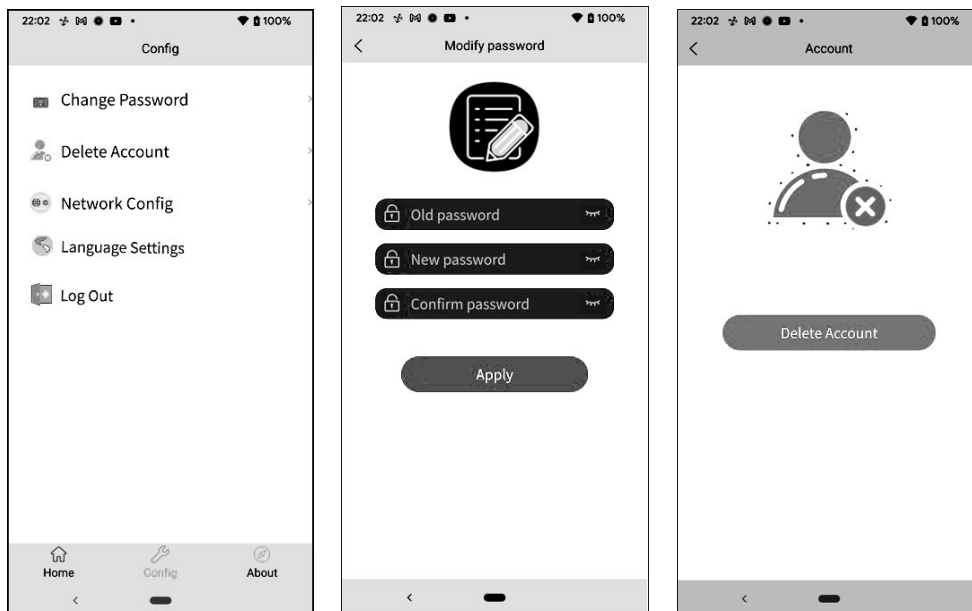 22:02 100%
Config
Change Password
Delete Account
Network Config
Language Settings
Log Out
Home Config About
22:02 100%
Modify password
Old password
New password
Confirm password
Apply
22:02 100%
Account
Delete Account